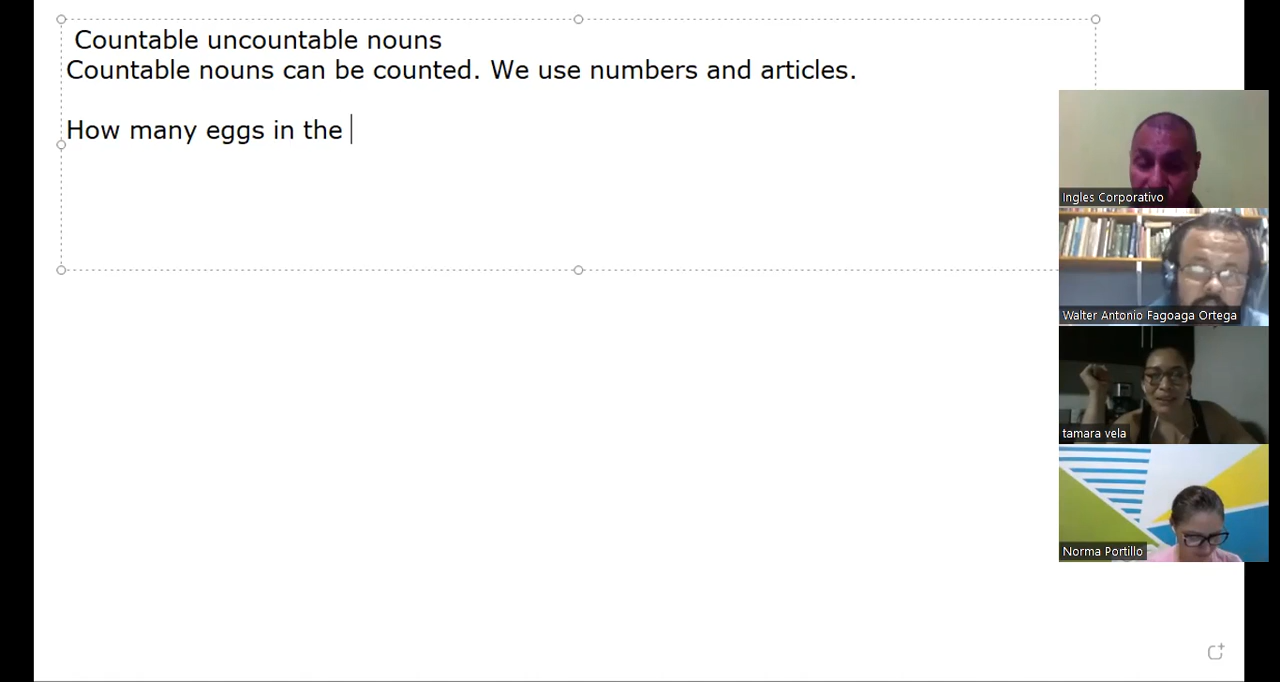 Countable uncountable nouns
Countable nouns can be counted. We use numbers and articles.
How many eggs in the
Ingles Corporativo
Walter Antonio Fagoaga Ortega
tamara vela
Norma Portillo